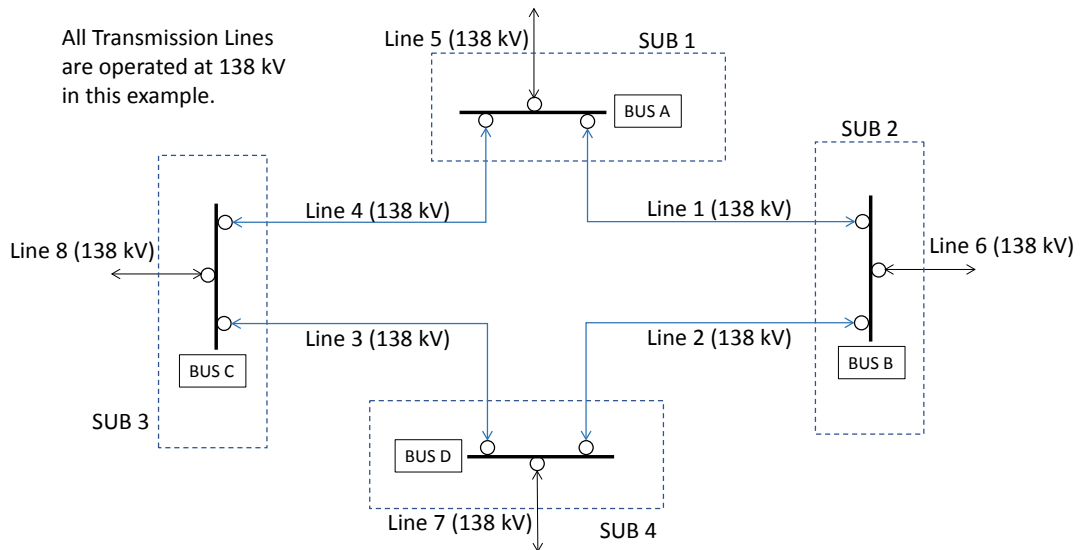 All Transmission Lines
are operated at 138 kV
in this example.
Line 5 (138 kV)
SUB 1
BUS A
SUB 2
Line 4 (138 kV)
Line 1 (138 kV)
Line 8 (138 kV)
Line 6 (138 kV)
Line 3 (138 kV)
Line 2 (138 kV)
BUS C
BUS B
SUB 3
BUS D
Line 7 (138 kV)
SUB 4